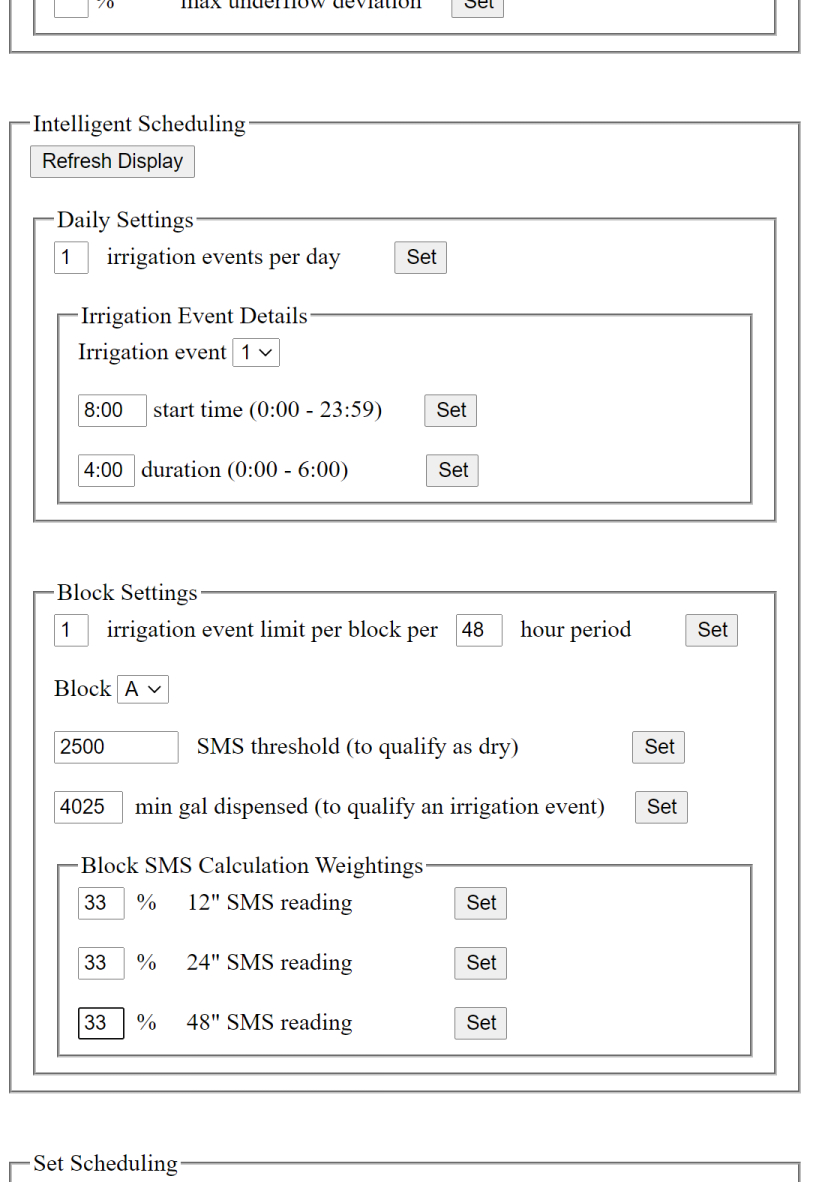 % max underflow deviation Set
Intelligent Scheduling
Refresh Display
Daily Settings
1 irrigation events per day Set
Irrigation Event Details
Irrigation event 1
8:00 start time (0:00 - 23:59) Set
4:00 duration (0:00 - 6:00) Set
Block Settings
1 irrigation event limit per block per 48 hour period Set
Block A
2500 SMS threshold (to qualify as dry) Set
4025 min gal dispensed (to qualify an irrigation event) Set
Block SMS Calculation Weightings
33 % 12" SMS reading Set
33 % 24" SMS reading Set
33 % 48" SMS reading Set
Set Scheduling